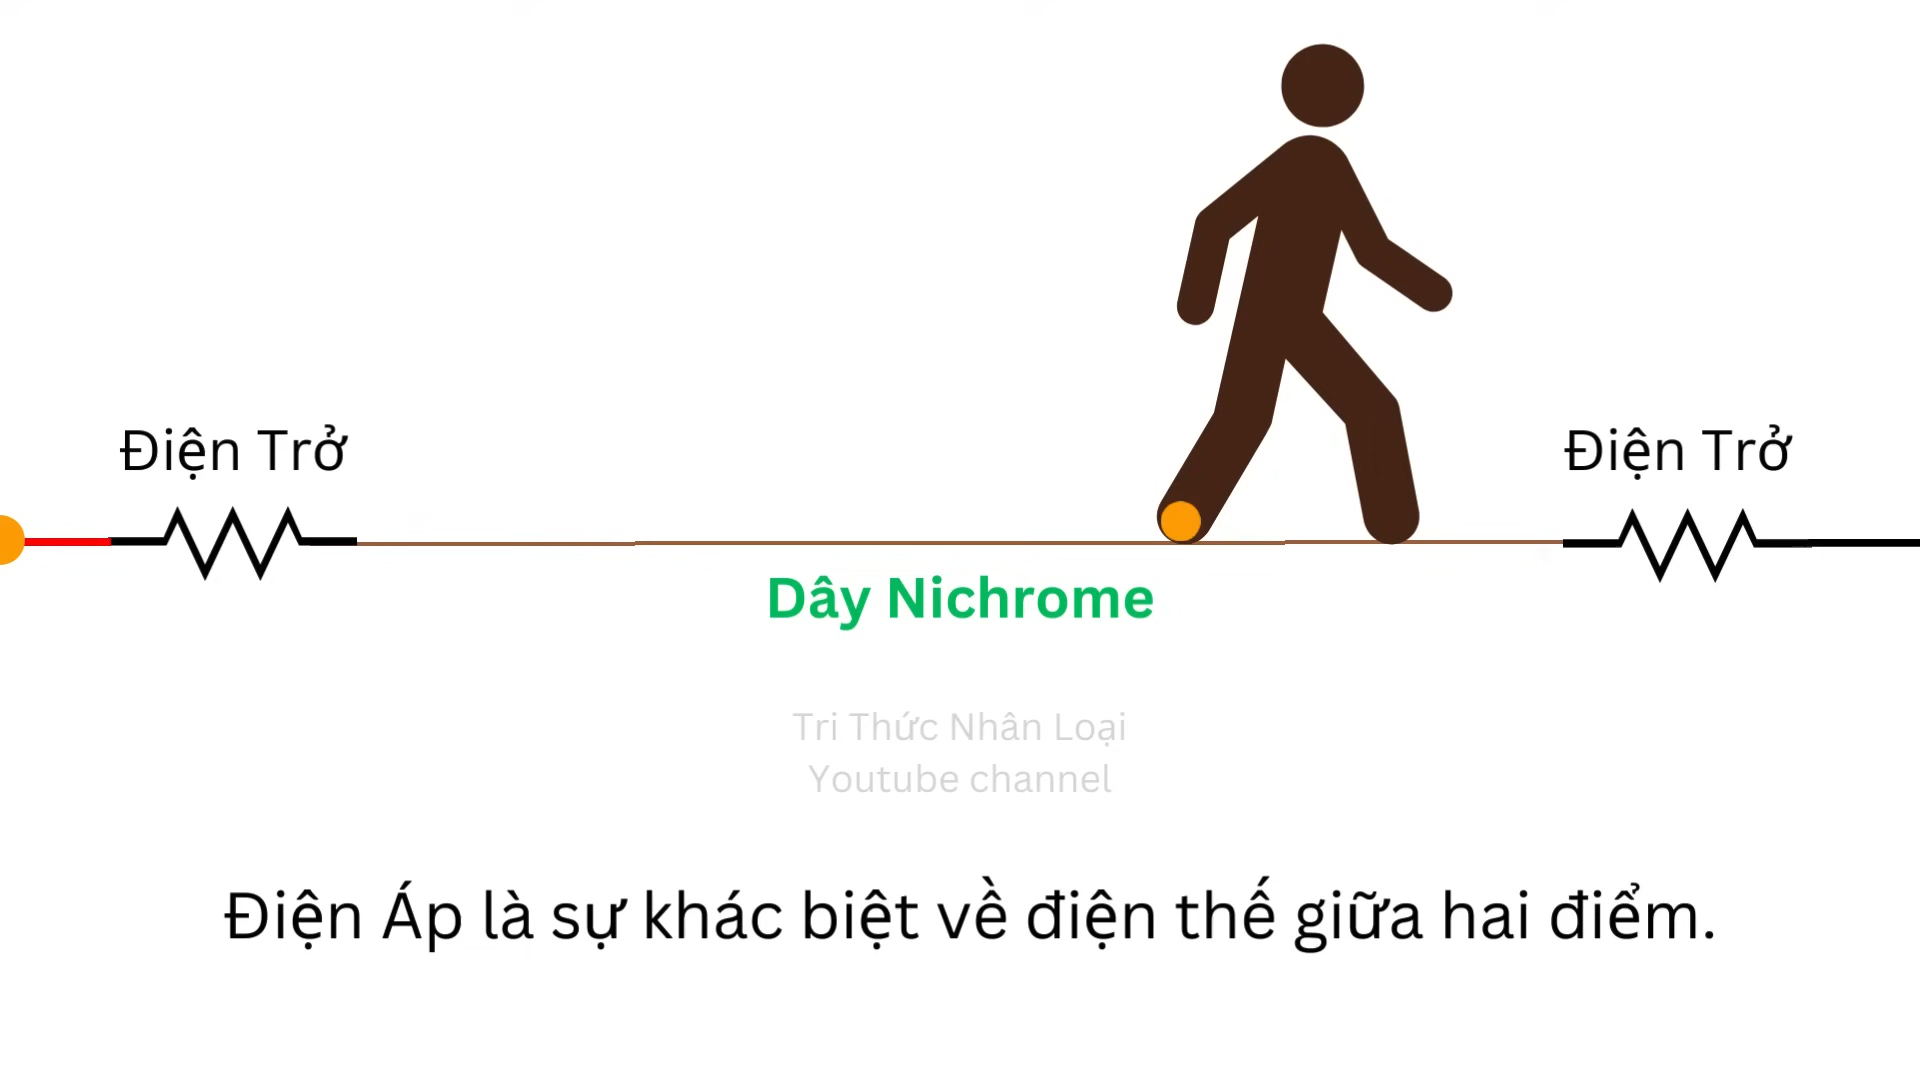 Điện Trở
Điện Trở
Dây Nichrome
Tri Thức Nhân Loại
Youtube channel
Điện Áp là sự khác biệt về điện thế giữa hai điểm.